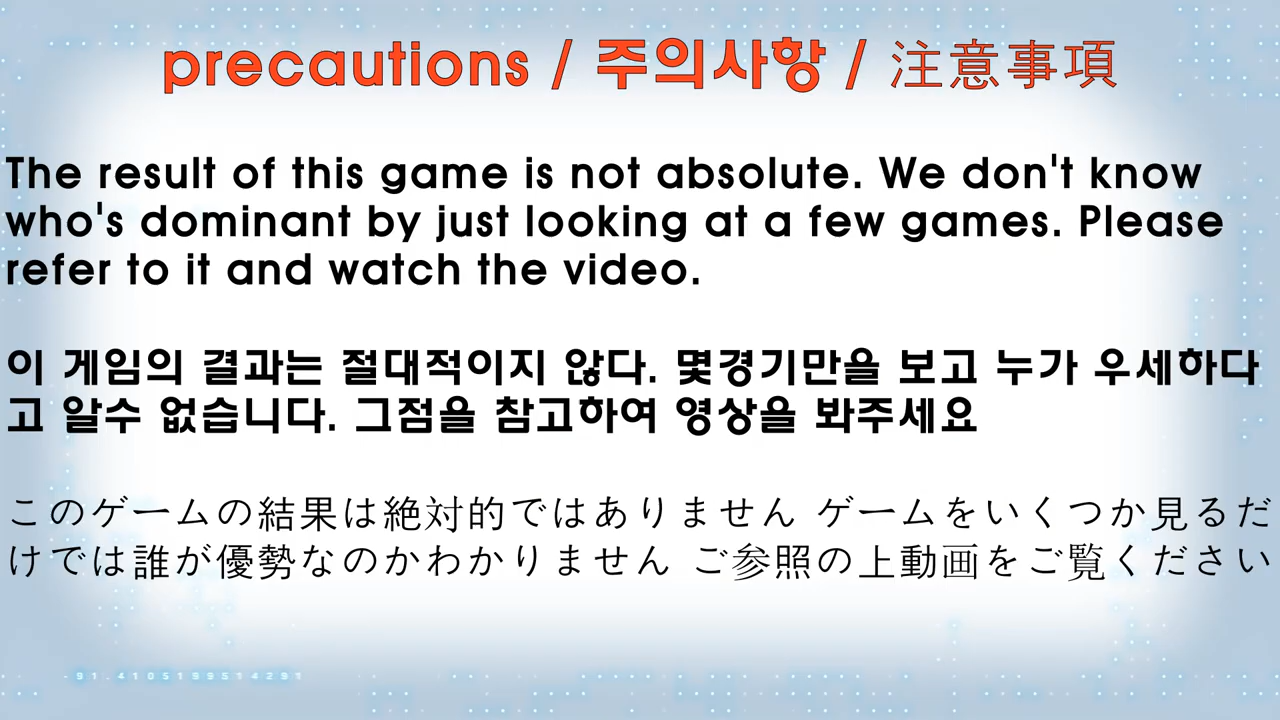 precautions / 주의사항 / 注意事項
The result of this game is not absolute. We don't know
who's dominant by just looking at a few games. Please
refer to it and watch the video.
이 게임의 결과는 절대적이지 않다. 몇경기만을 보고 누가 우세하다
고 알수 없습니다. 그점을 참고하여 영상을 봐주세요
このゲームの結果は絶対的ではありません ゲームをいくつか見るだ
けでは誰が優勢なのかわかりません ご参照の上動画をご覧ください
-91.4105199514291